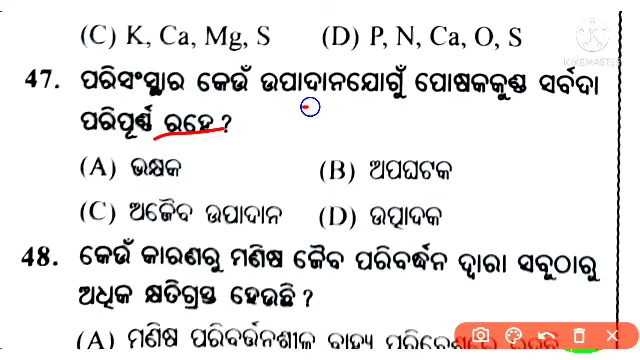 (C) K, Ca, Mg, S (D) P, N, Ca, O, S
47. ପରିସଂସ୍ଥାର କେଉଁ ଉପାଦାନଯୋଗୁଁ ପୋଷକକୁଣ୍ଡ ସର୍ବଦା
ପରିପୂର୍ଣ୍ଣ ରହେ ?
(A) ଭକ୍ଷକ (B) ଅପଘଟକ
(C) ଅଜୈବ ଉପାଦାନ (D) ଉତ୍ପାଦକ
48. କେଉଁ କାରଣରୁ ମଣିଷ ଜୈବ ପରିବର୍ଦ୍ଧନ ଦ୍ୱାରା ସବୁଠାରୁ
ଅଧିକ କ୍ଷତିଗ୍ରସ୍ତ ହେଉଛି ?
(A) ମଣିଷ ପରିବର୍ତ୍ତନଶୀଳ ବାହ୍ୟ
KINEMASTER